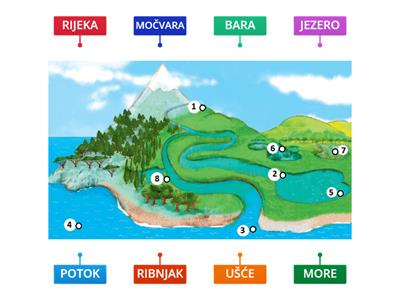 RIJEKA
MOČVARA
BARA
JEZERO
1
6
7
8
2
5
4
3
POTOK
RIBNJAK
UŠĆE
MORE